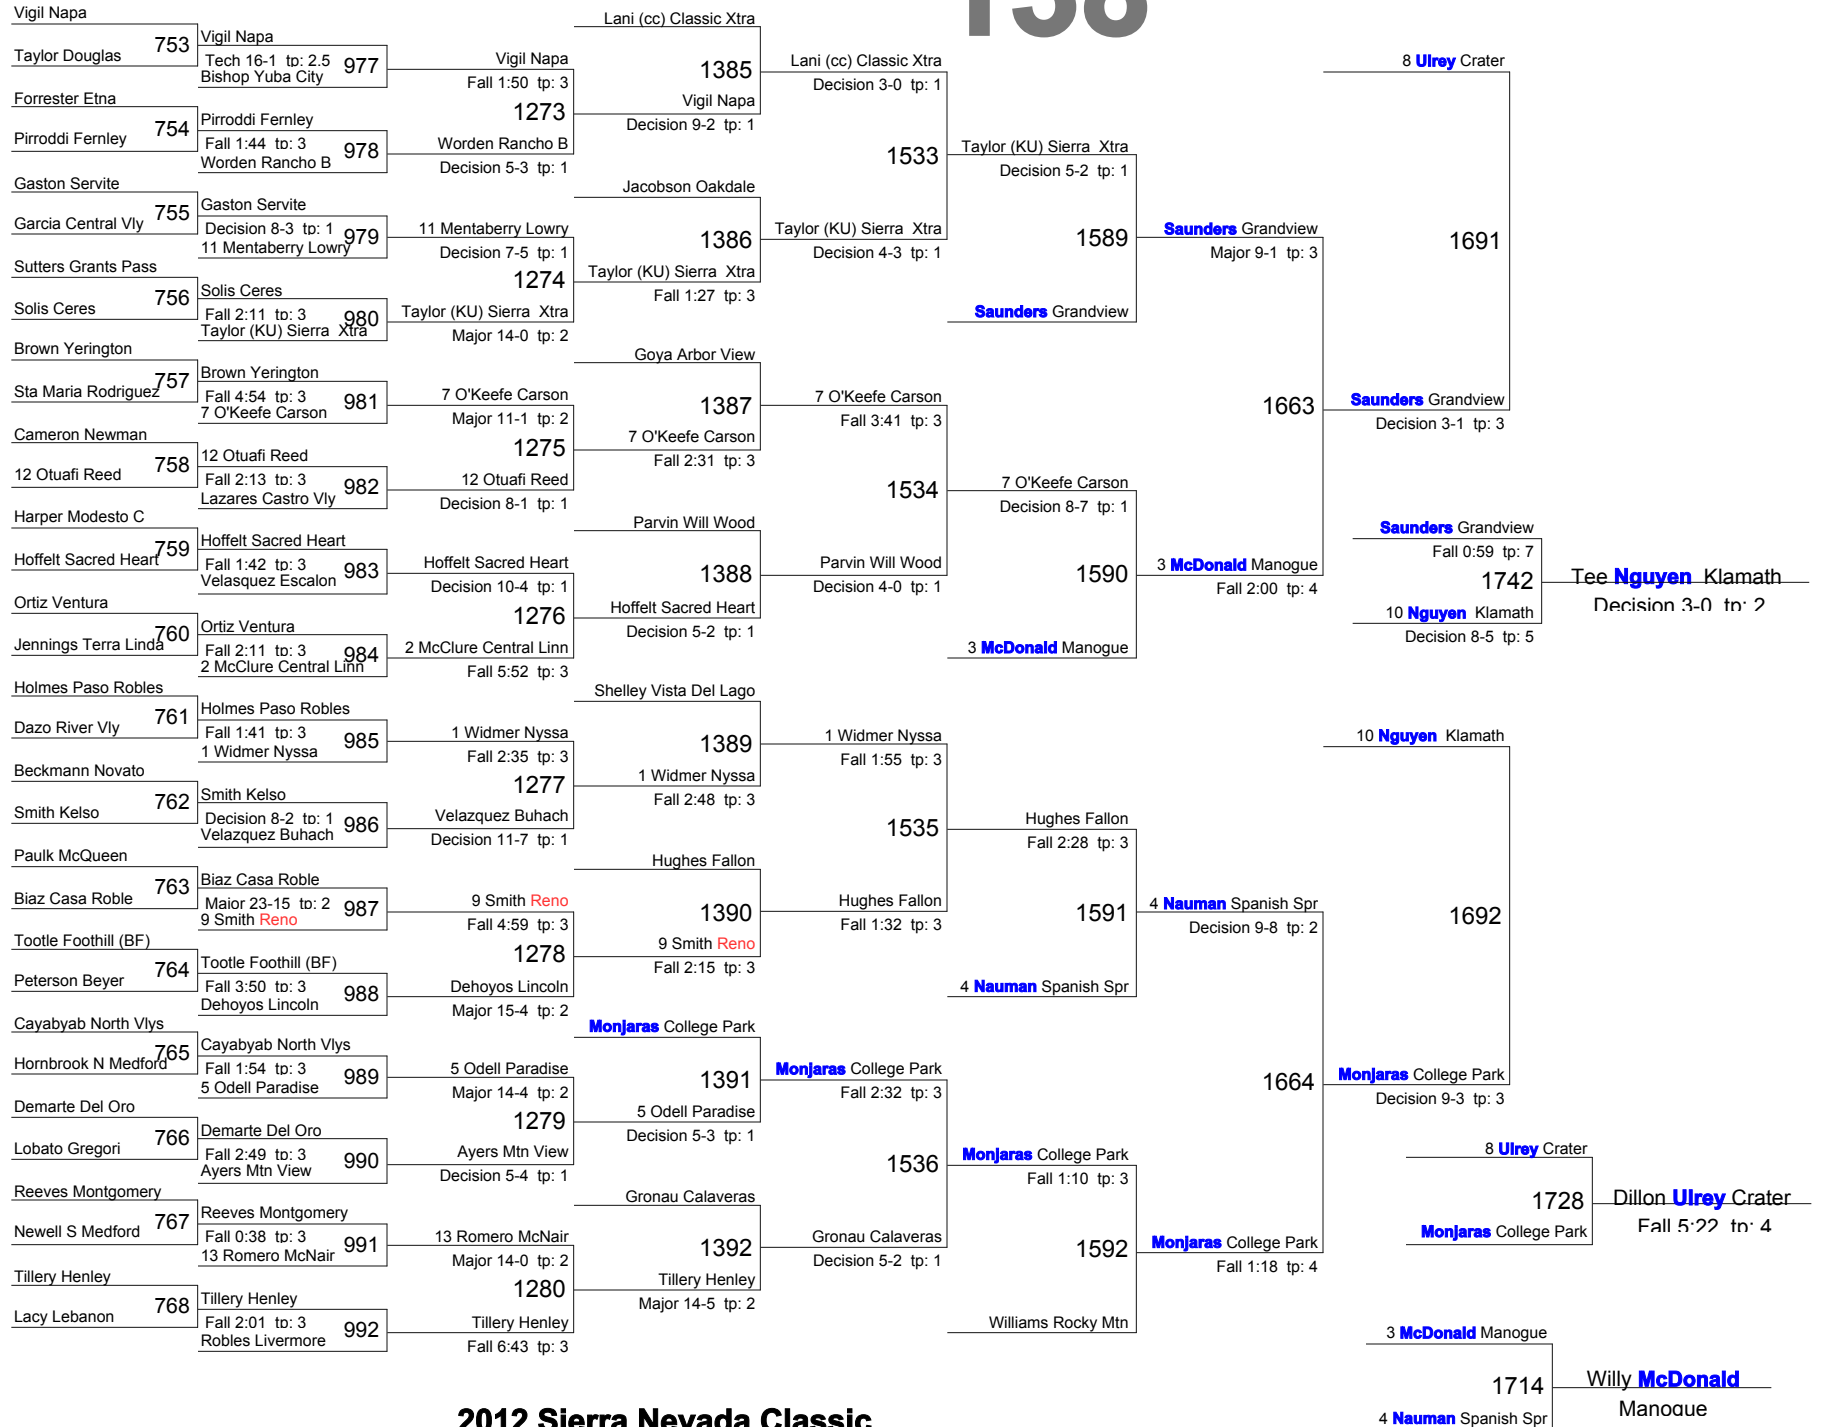 138
Vigil Napa
753
Taylor Douglas
Forrester Etna
754
Pirroddi Fernley
Gaston Servite
755
Garcia Central Vly
Sutters Grants Pass
756
Solis Ceres
Brown Yerington
757
Sta Maria Rodriguez
Cameron Newman
758
12 Otuafi Reed
Harper Modesto C
759
Hoffelt Sacred Heart
Ortiz Ventura
760
Jennings Terra Linda
Holmes Paso Robles
761
Dazo River Vly
Beckmann Novato
762
Smith Kelso
Paulk McQueen
763
Biaz Casa Roble
Tootle Foothill (BF)
764
Peterson Beyer
Cayabyab North Vlys
765
Hornbrook N Medford
Demarte Del Oro
766
Lobato Gregori
Reeves Montgomery
767
Newell S Medford
Tillery Henley
768
Lacy Lebanon
Vigil Napa
Tech 16-1 tp: 2.5
977
Bishop Yuba City
Pirroddi Fernley
Fall 1:44 tp: 3
978
Worden Rancho B
Gaston Servite
Decision 8-3 tp: 1
979
11 Mentaberry Lowry
Solis Ceres
Fall 2:11 tp: 3
980
Taylor (KU) Sierra Xtra
Brown Yerington
Fall 4:54 tp: 3
981
7 O'Keefe Carson
12 Otuafi Reed
Fall 2:13 tp: 3
982
Lazares Castro Vly
Hoffelt Sacred Heart
Fall 1:42 tp: 3
983
Velasquez Escalon
Ortiz Ventura
Fall 2:11 tp: 3
984
2 McClure Central Linn
Holmes Paso Robles
Fall 1:41 tp: 3
985
1 Widmer Nyssa
Smith Kelso
Decision 8-2 tp: 1
986
Velazquez Buhach
Biaz Casa Roble
Major 23-15 tp: 2
987
9 Smith Reno
Tootle Foothill (BF)
Fall 3:50 tp: 3
988
Dehoyos Lincoln
Cayabyab North Vlys
Fall 1:54 tp: 3
989
5 Odell Paradise
Demarte Del Oro
Fall 2:49 tp: 3
990
Ayers Mtn View
Reeves Montgomery
Fall 0:38 tp: 3
991
13 Romero McNair
Tillery Henley
Fall 2:01 tp: 3
992
Robles Livermore
Vigil Napa
Fall 1:50 tp: 3
1273
Worden Rancho B
Decision 5-3 tp: 1
11 Mentaberry Lowry
Decision 7-5 tp: 1
1274
Taylor (KU) Sierra Xtra
Major 14-0 tp: 2
7 O'Keefe Carson
Major 11-1 tp: 2
1275
12 Otuafi Reed
Decision 8-1 tp: 1
Hoffelt Sacred Heart
Decision 10-4 tp: 1
1276
2 McClure Central Linn
Fall 5:52 tp: 3
1 Widmer Nyssa
Fall 2:35 tp: 3
1277
Velazquez Buhach
Decision 11-7 tp: 1
9 Smith Reno
Fall 4:59 tp: 3
1278
Dehoyos Lincoln
Major 15-4 tp: 2
5 Odell Paradise
Major 14-4 tp: 2
1279
Ayers Mtn View
Decision 5-4 tp: 1
13 Romero McNair
Major 14-0 tp: 2
1280
Tillery Henley
Fall 6:43 tp: 3
Lani (cc) Classic Xtra
1385
Vigil Napa
Decision 9-2 tp: 1
Jacobson Oakdale
1386
Taylor (KU) Sierra Xtra
Fall 1:27 tp: 3
Goya Arbor View
1387
7 O'Keefe Carson
Fall 2:31 tp: 3
Parvin Will Wood
1388
Hoffelt Sacred Heart
Decision 5-2 tp: 1
Shelley Vista Del Lago
1389
1 Widmer Nyssa
Fall 2:48 tp: 3
Hughes Fallon
1390
9 Smith Reno
Fall 2:15 tp: 3
Monjaras College Park
1391
5 Odell Paradise
Decision 5-3 tp: 1
Gronau Calaveras
1392
Tillery Henley
Major 14-5 tp: 2
Lani (cc) Classic Xtra
Decision 3-0 tp: 1
1533
Taylor (KU) Sierra Xtra
Decision 4-3 tp: 1
7 O'Keefe Carson
Fall 3:41 tp: 3
1534
Parvin Will Wood
Decision 4-0 tp: 1
1 Widmer Nyssa
Fall 1:55 tp: 3
1535
Hughes Fallon
Fall 1:32 tp: 3
Monjaras College Park
Fall 2:32 tp: 3
1536
Gronau Calaveras
Decision 5-2 tp: 1
Taylor (KU) Sierra Xtra
Decision 5-2 tp: 1
1589
Saunders Grandview
7 O'Keefe Carson
Decision 8-7 tp: 1
1590
3 McDonald Manogue
Hughes Fallon
Fall 2:28 tp: 3
1591
4 Nauman Spanish Spr
Monjaras College Park
Fall 1:10 tp: 3
1592
Williams Rocky Mtn
Saunders Grandview
Major 9-1 tp: 3
1663
3 McDonald Manogue
Fall 2:00 tp: 4
4 Nauman Spanish Spr
Decision 9-8 tp: 2
1664
Monjaras College Park
Fall 1:18 tp: 4
8 Ulrey Crater
1691
Saunders Grandview
Decision 3-1 tp: 3
10 Nguyen Klamath
1692
Monjaras College Park
Decision 9-3 tp: 3
Saunders Grandview
Fall 0:59 tp: 7
1742
10 Nguyen Klamath
Decision 8-5 tp: 5
Tee Nguyen Klamath
Decision 3-0 tp: 2
8 Ulrey Crater
1728
Monjaras College Park
Dillon Ulrey Crater
Fall 5:22 tp: 4
3 McDonald Manogue
1714
4 Nauman Spanish Spr
Willy McDonald
Manogue
2012 Sierra Nevada Classic